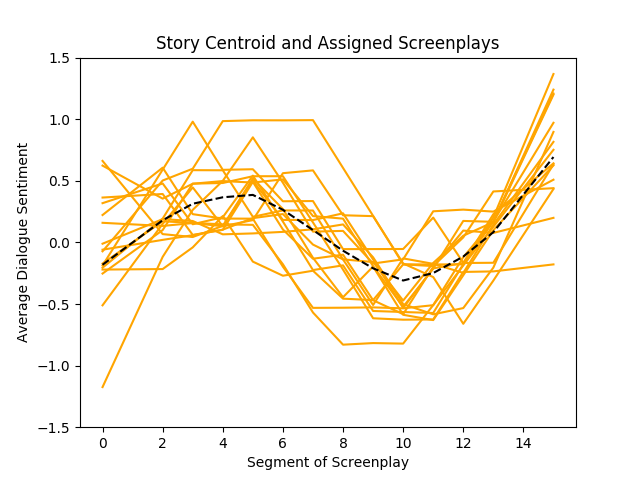 Story Centroid and Assigned Screenplays
1.5
1.0
0.5
0.0
−0.5
−1.0
−1.5
Average Dialogue Sentiment
0 2 4 6 8 10 12 14
Segment of Screenplay